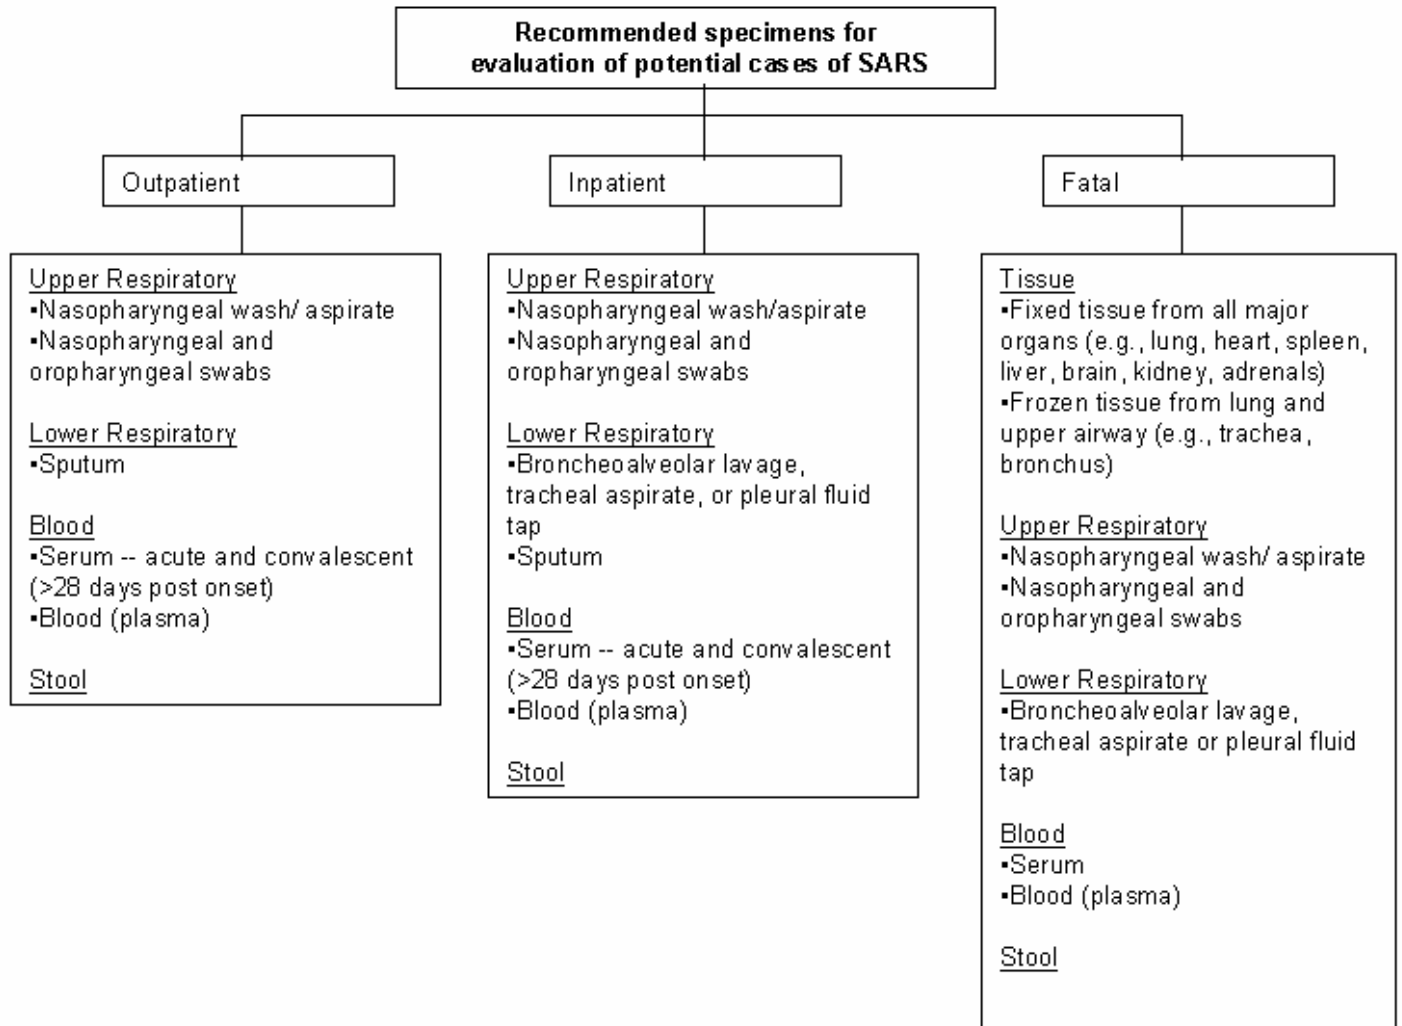 Recommended specimens for
evaluation of potential cases of SARS
Outpatient
Inpatient
Fatal
Upper Respiratory
▪Nasopharyngeal wash/ aspirate
▪Nasopharyngeal and
oropharyngeal swabs
Lower Respiratory
▪Sputum
Blood
▪Serum -- acute and convalescent
(>28 days post onset)
▪Blood (plasma)
Stool
Upper Respiratory
▪Nasopharyngeal wash/aspirate
▪Nasopharyngeal and
oropharyngeal swabs
Lower Respiratory
▪Broncheoalveolar lavage,
tracheal aspirate, or pleural fluid
tap
▪Sputum
Blood
▪Serum -- acute and convalescent
(>28 days post onset)
▪Blood (plasma)
Stool
Tissue
▪Fixed tissue from all major
organs (e.g., lung, heart, spleen,
liver, brain, kidney, adrenals)
▪Frozen tissue from lung and
upper airway (e.g., trachea,
bronchus)
Upper Respiratory
▪Nasopharyngeal wash/ aspirate
▪Nasopharyngeal and
oropharyngeal swabs
Lower Respiratory
▪Broncheoalveolar lavage,
tracheal aspirate or pleural fluid
tap
Blood
▪Serum
▪Blood (plasma)
Stool